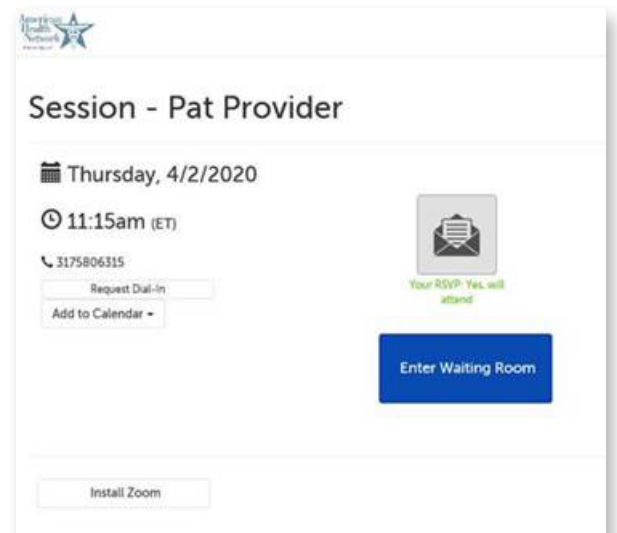 American
Health
Network
Session - Pat Provider
Thursday, 4/2/2020
11:15am (ET)
3175806315
Request Dial-In
Add to Calendar
Your RSVP: Yes, will
attend
Enter Waiting Room
Install Zoom